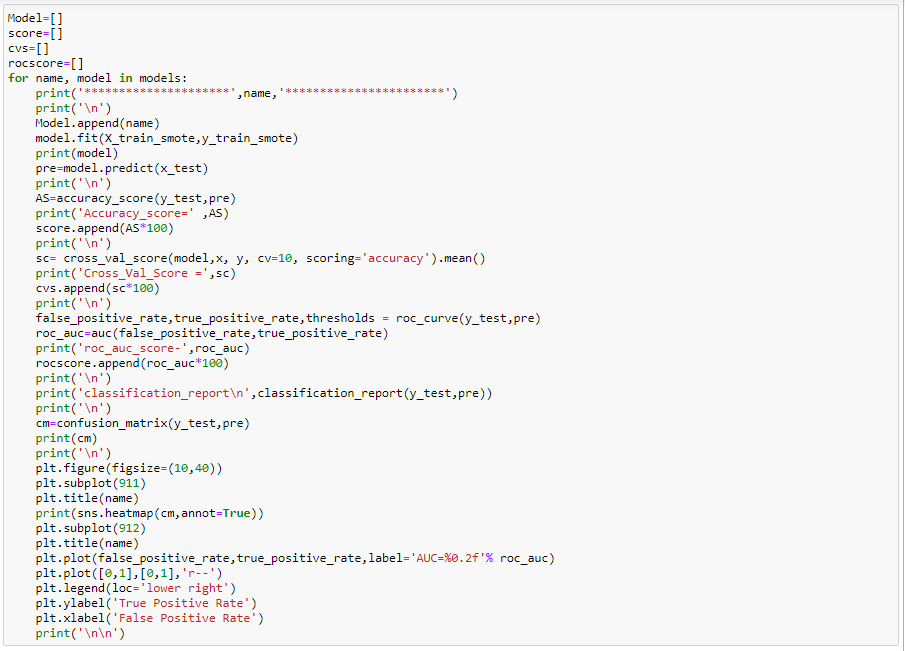 Model=[]
score=[]
cvs=[]
rocscore=[]
for name, model in models:
    print('*********************',name,'***********************')
    print('\n')
    Model.append(name)
    model.fit(X_train_smote,y_train_smote)
    print(model)
    pre=model.predict(x_test)
    print('\n')
    AS=accuracy_score(y_test,pre)
    print('Accuracy_score=' ,AS)
    score.append(AS*100)
    print('\n')
    sc= cross_val_score(model,x, y, cv=10, scoring='accuracy').mean()
    print('Cross_Val_Score =',sc)
    cvs.append(sc*100)
    print('\n')
    false_positive_rate,true_positive_rate,thresholds = roc_curve(y_test,pre)
    roc_auc=auc(false_positive_rate,true_positive_rate)
    print('roc_auc_score-',roc_auc)
    rocscore.append(roc_auc*100)
    print('\n')
    print('classification_report\n',classification_report(y_test,pre))
    print('\n')
    cm=confusion_matrix(y_test,pre)
    print(cm)
    print('\n')
    plt.figure(figsize=(10,40))
    plt.subplot(911)
    plt.title(name)
    print(sns.heatmap(cm,annot=True))
    plt.subplot(912)
    plt.title(name)
    plt.plot(false_positive_rate,true_positive_rate,label='AUC=%0.2f'% roc_auc)
    plt.plot([0,1],[0,1],'r--')
    plt.legend(loc='lower right')
    plt.ylabel('True Positive Rate')
    plt.xlabel('False Positive Rate')
    print('\n\n')